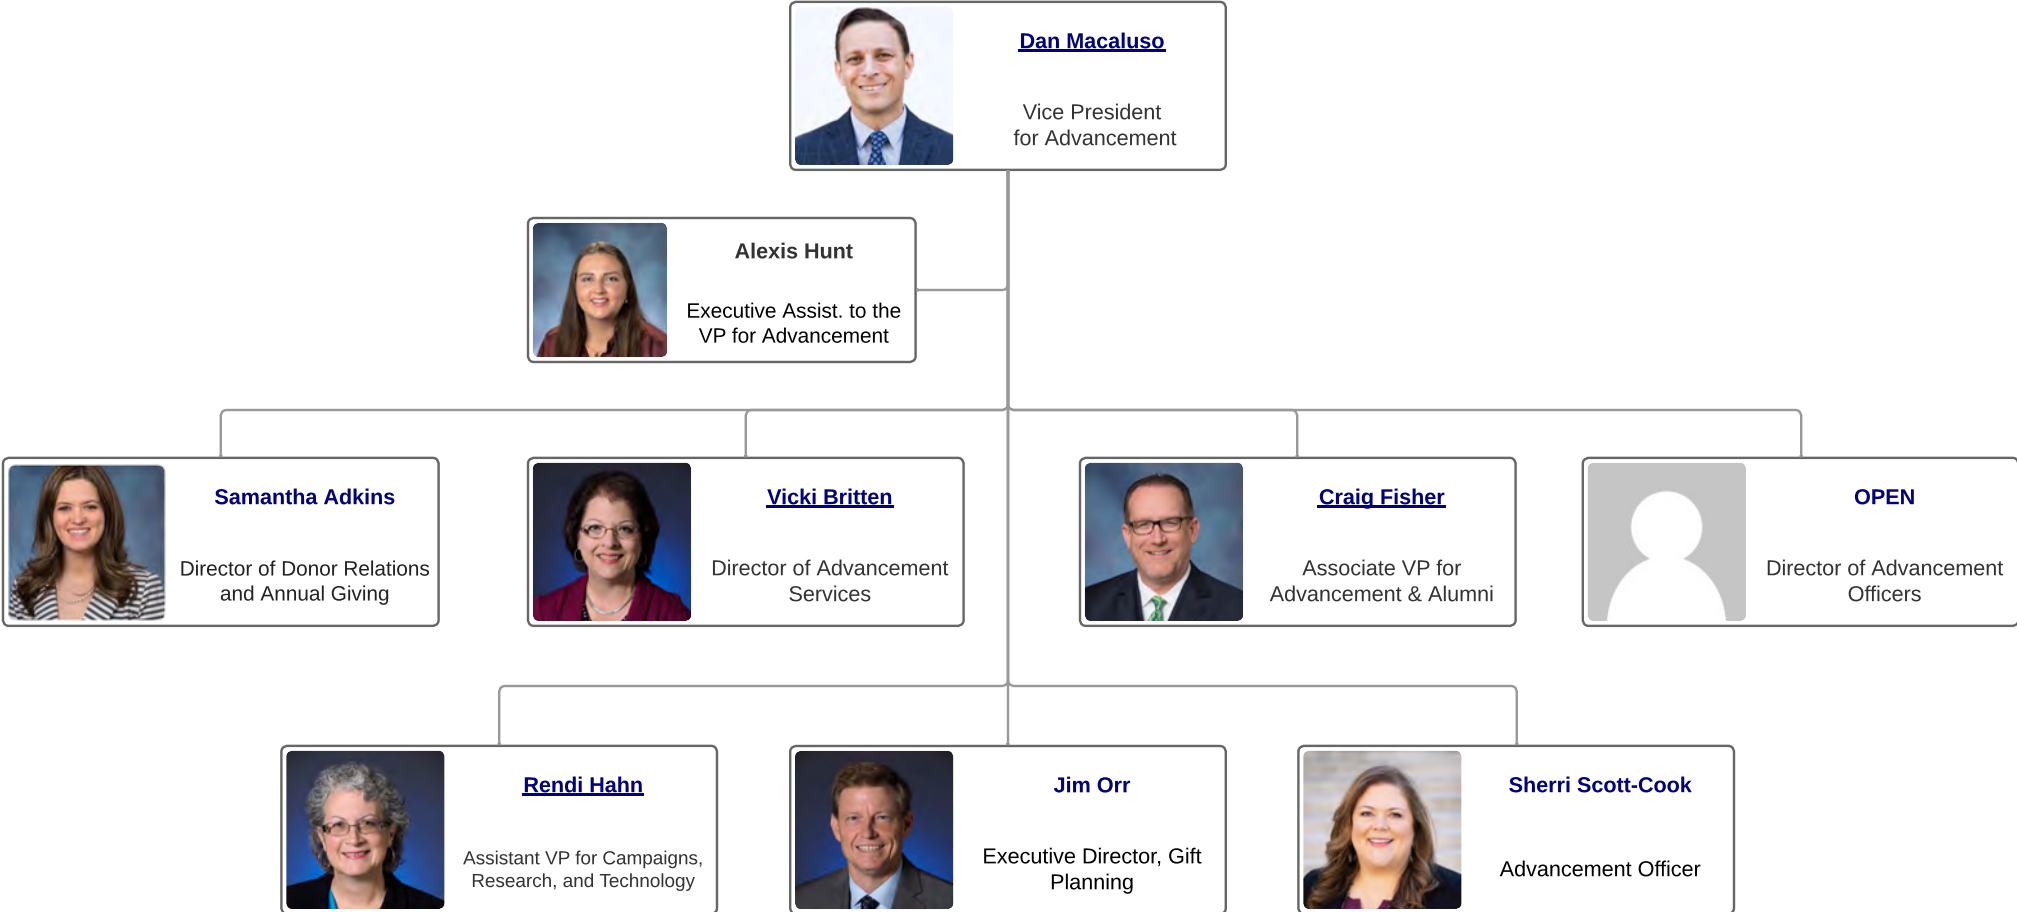 Dan Macaluso
Vice President
for Advancement
Alexis Hunt
Executive Assist. to the
VP for Advancement
Samantha Adkins
Director of Donor Relations
and Annual Giving
Vicki Britten
Director of Advancement
Services
Craig Fisher
Associate VP for
Advancement & Alumni
OPEN
Director of Advancement
Officers
Rendi Hahn
Assistant VP for Campaigns,
Research, and Technology
Jim Orr
Executive Director, Gift
Planning
Sherri Scott-Cook
Advancement Officer